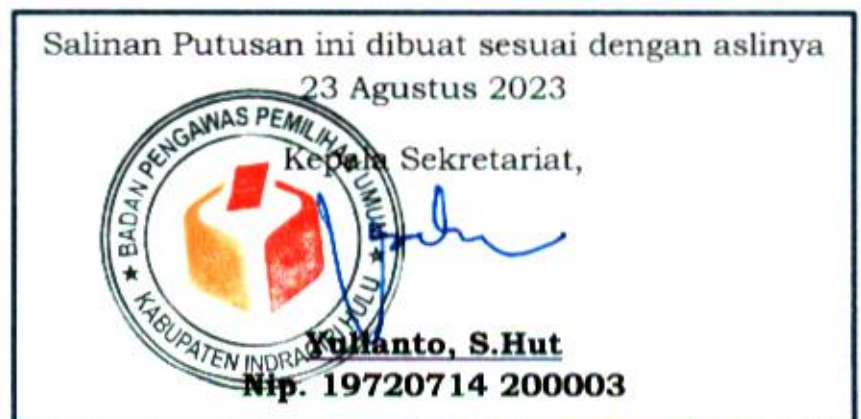 Salinan Putusan ini dibuat sesuai dengan aslinya
23 Agustus 2023
Kepala Sekretariat,
BADAN PENGAWAS PEMILIHAN UMUM
KABUPATEN INDRAGIRI HULU
Yulianto, S.Hut
Nip. 19720714 200003